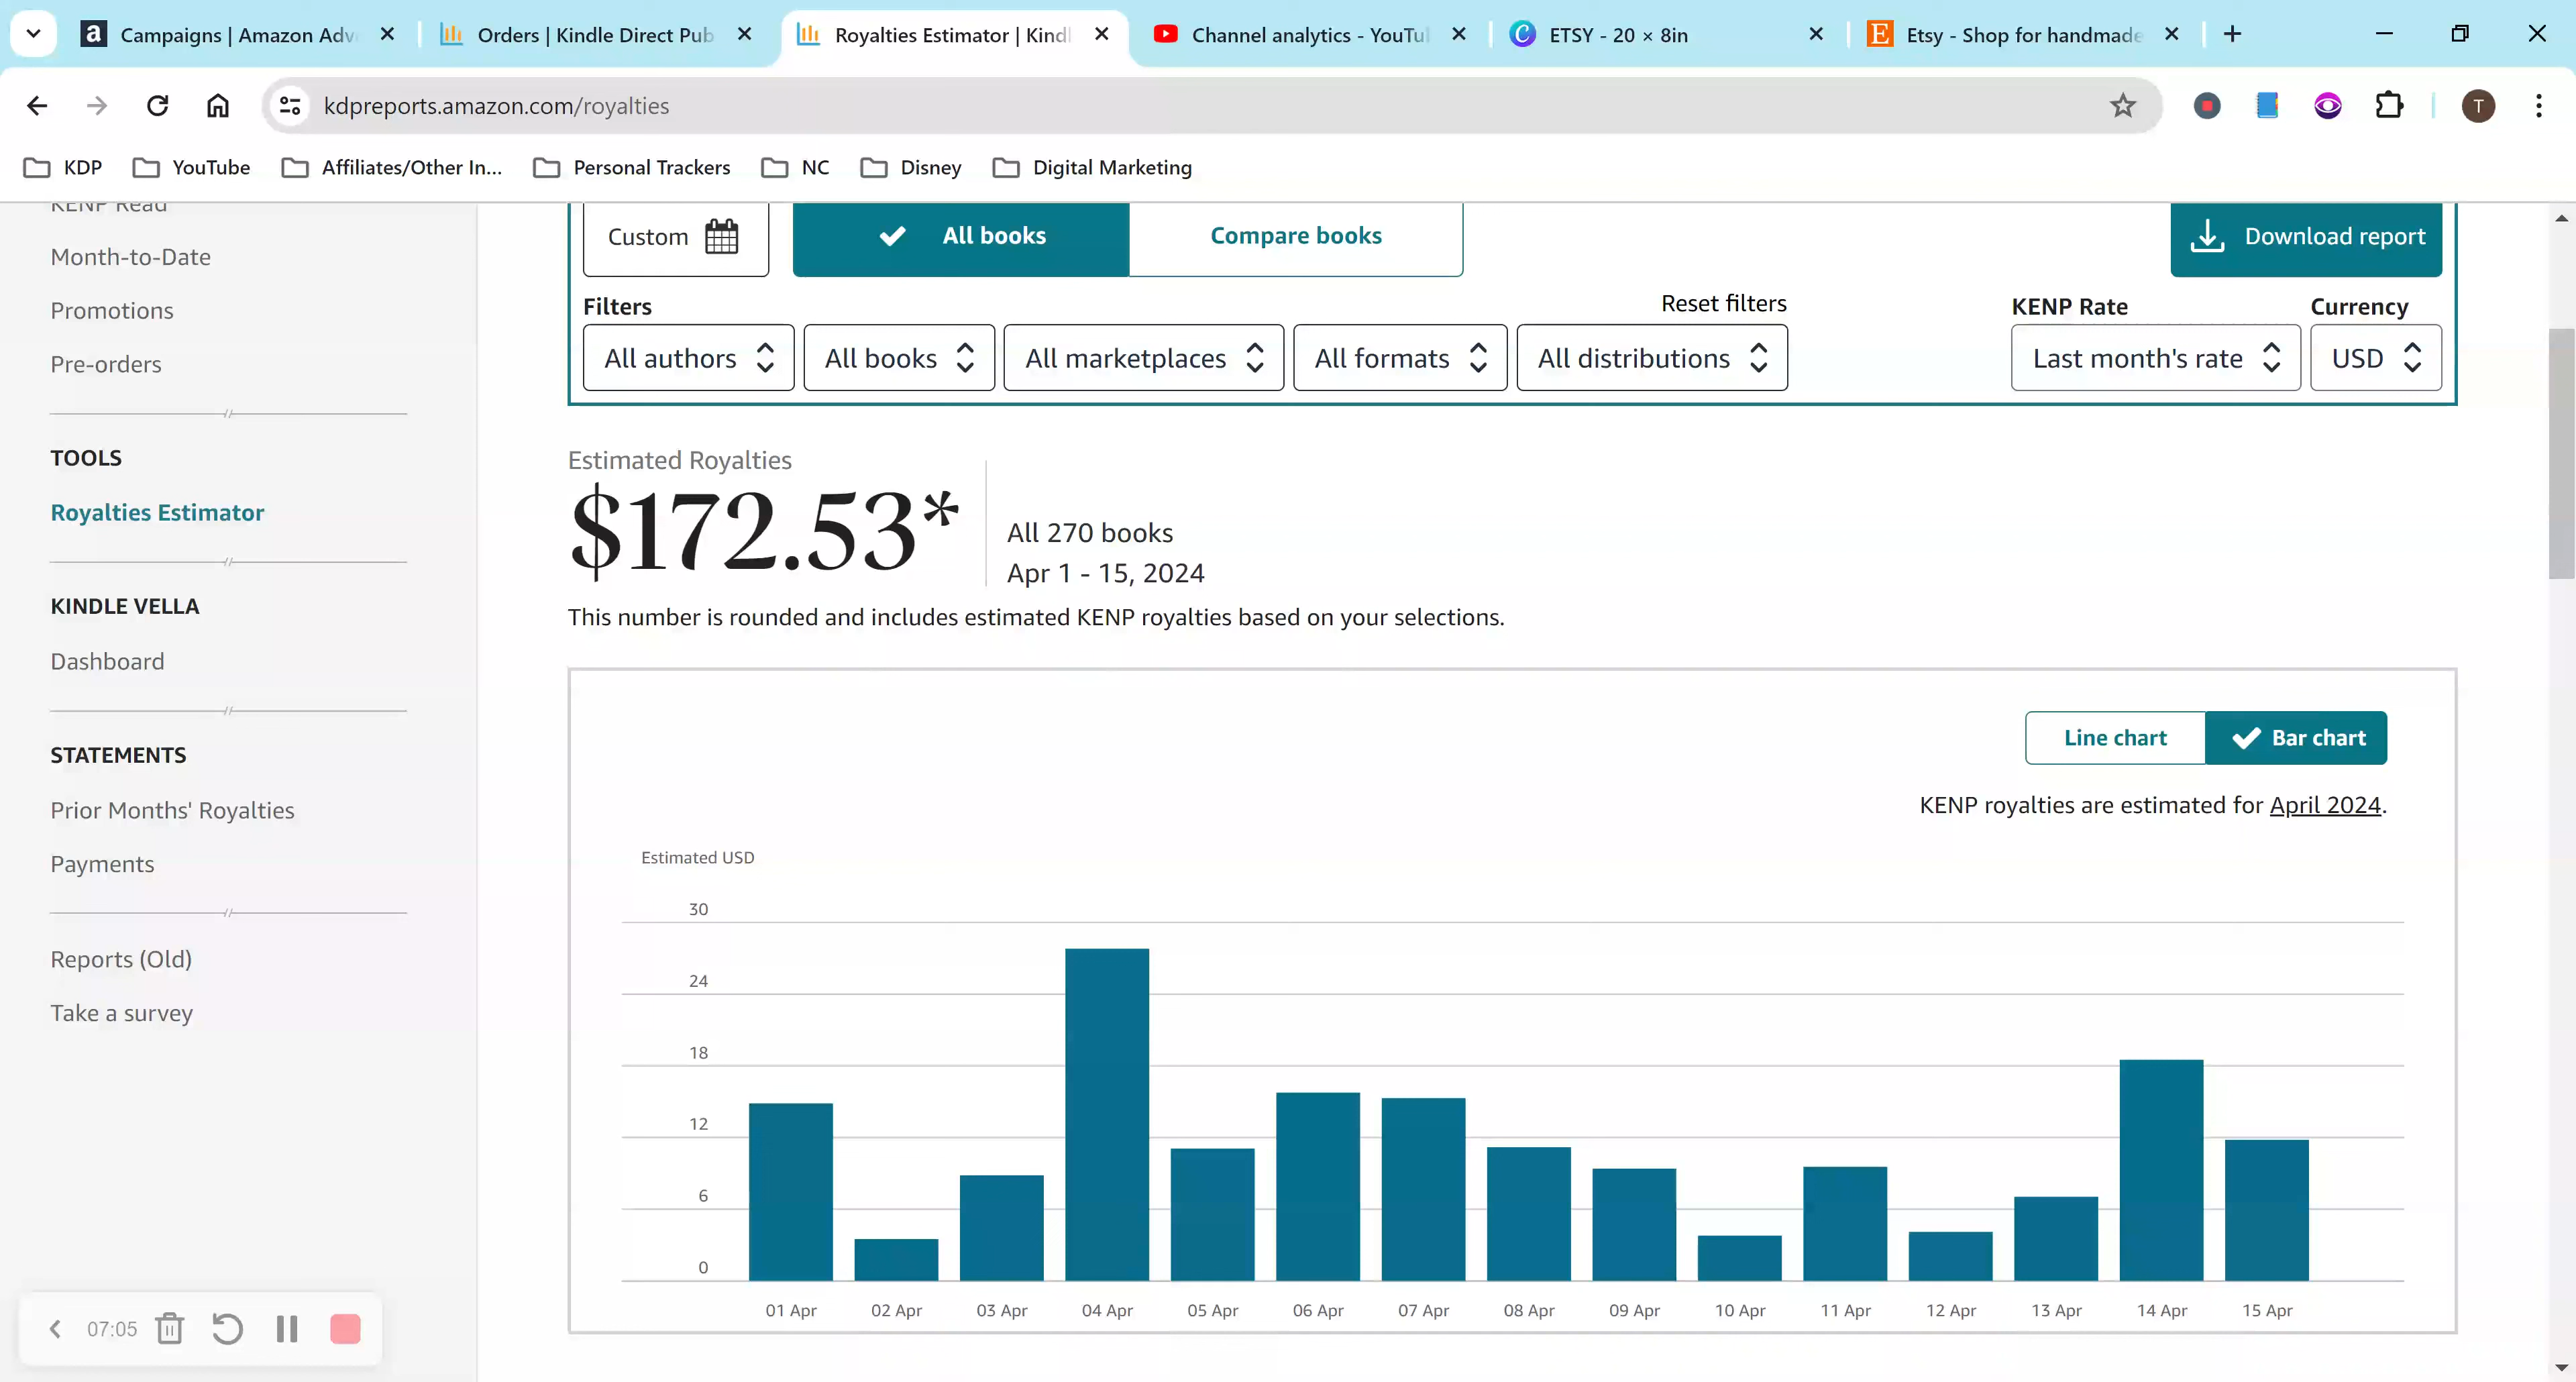 Campaigns | Amazon Adv
Orders | Kindle Direct Pub
Royalties Estimator | Kindl
Channel analytics - YouTu
ETSY - 20 × 8in
Etsy - Shop for handmade
kdpreports.amazon.com/royalties
T
KDP
YouTube
Affiliates/Other In...
Personal Trackers
NC
Disney
Digital Marketing
KENP Read
Month-to-Date
Promotions
Pre-orders
TOOLS
Royalties Estimator
KINDLE VELLA
Dashboard
STATEMENTS
Prior Months' Royalties
Payments
Reports (Old)
Take a survey
07:05
Custom
All books
Compare books
Download report
Filters
Reset filters
KENP Rate
Currency
All authors
All books
All marketplaces
All formats
All distributions
Last month's rate
USD
Estimated Royalties
$172.53*
All 270 books
Apr 1 - 15, 2024
This number is rounded and includes estimated KENP royalties based on your selections.
Line chart
Bar chart
KENP royalties are estimated for April 2024.
Estimated USD
30
24
18
12
6
0
01 Apr
02 Apr
03 Apr
04 Apr
05 Apr
06 Apr
07 Apr
08 Apr
09 Apr
10 Apr
11 Apr
12 Apr
13 Apr
14 Apr
15 Apr